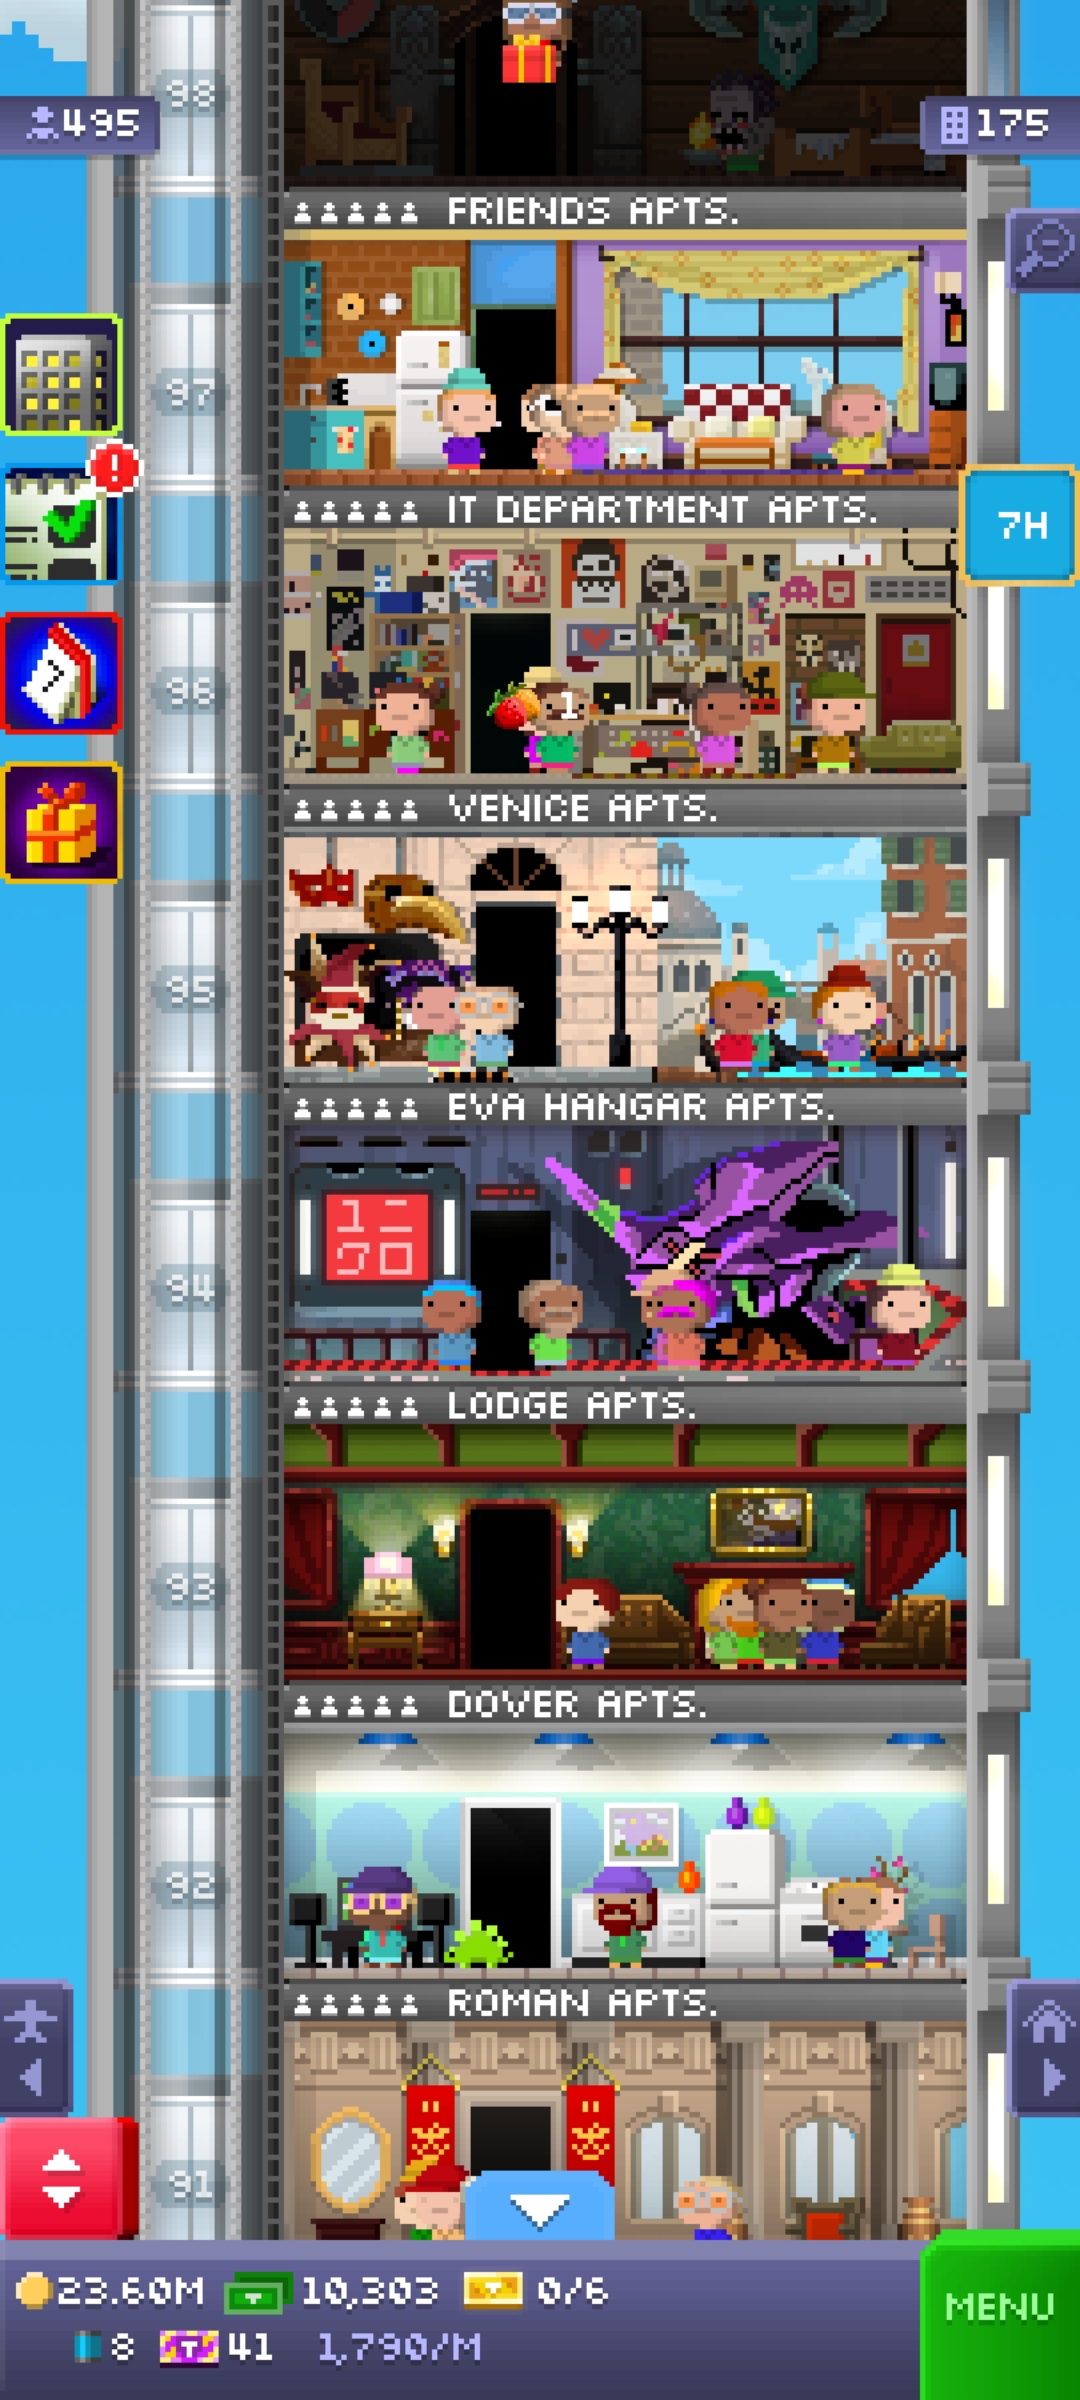 98
495
175
FRIENDS APTS.
97
IT DEPARTMENT APTS.
7H
96
1
VENICE APTS.
95
EVA HANGAR APTS.
94
LODGE APTS.
93
DOVER APTS.
92
ROMAN APTS.
91
23.60M 10,303 0/6
MENU
8 41 1,790/M